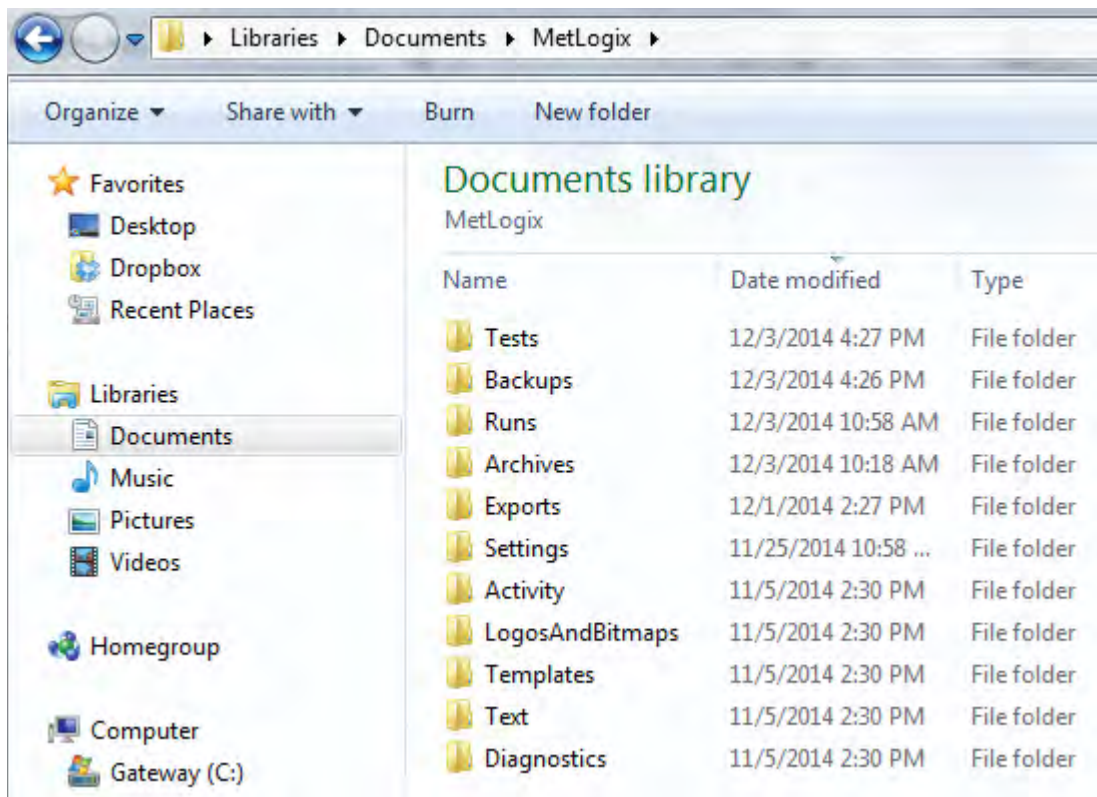 Libraries Documents MetLogix
Organize Share with Burn New folder
Favorites
Desktop
Dropbox
Recent Places
Libraries
Documents
Music
Pictures
Videos
Homegroup
Computer
Gateway (C:)
Documents library
MetLogix
Name Date modified Type
Tests 12/3/2014 4:27 PM File folder
Backups 12/3/2014 4:26 PM File folder
Runs 12/3/2014 10:58 AM File folder
Archives 12/3/2014 10:18 AM File folder
Exports 12/1/2014 2:27 PM File folder
Settings 11/25/2014 10:58 ... File folder
Activity 11/5/2014 2:30 PM File folder
LogosAndBitmaps 11/5/2014 2:30 PM File folder
Templates 11/5/2014 2:30 PM File folder
Text 11/5/2014 2:30 PM File folder
Diagnostics 11/5/2014 2:30 PM File folder